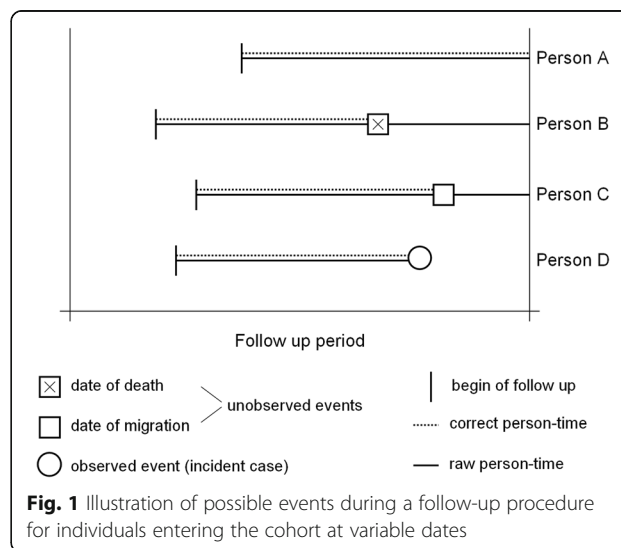 Person A
Person B
Person C
Person D
Follow up period
date of death
date of migration
unobserved events
observed event (incident case)
begin of follow up
correct person-time
raw person-time
Fig. 1 Illustration of possible events during a follow-up procedure
for individuals entering the cohort at variable dates